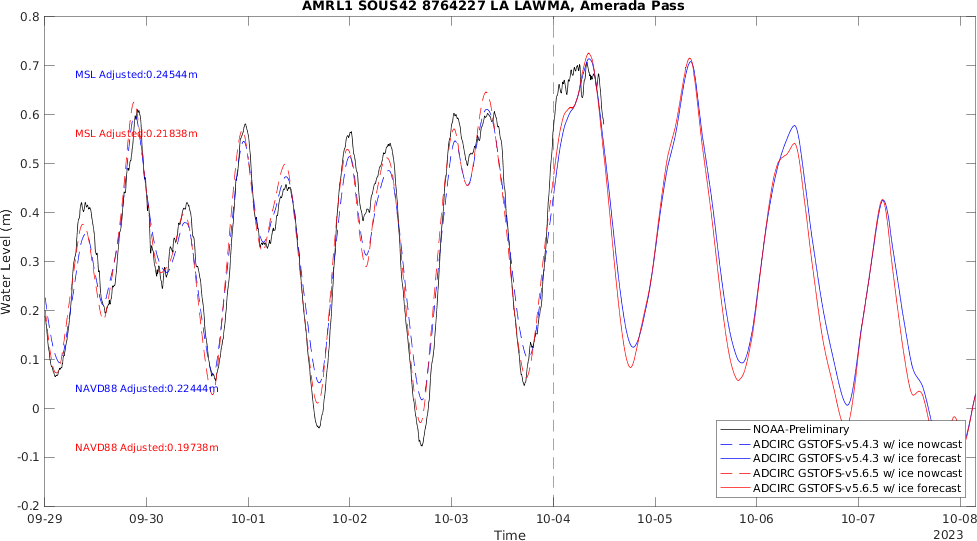 AMRL1 SOUS42 8764227 LA LAWMA, Amerada Pass
0.8
0.7
0.6
0.5
0.4
0.3
0.2
0.1
0
-0.1
-0.2
Water Level (m)
MSL Adjusted:0.24544m
MSL Adjusted:0.21838m
NAVD88 Adjusted:0.22444m
NAVD88 Adjusted:0.19738m
NOAA-Preliminary
ADCIRC GSTOFS-v5.4.3 w/ ice nowcast
ADCIRC GSTOFS-v5.4.3 w/ ice forecast
ADCIRC GSTOFS-v5.6.5 w/ ice nowcast
ADCIRC GSTOFS-v5.6.5 w/ ice forecast
09-29 09-30 10-01 10-02 10-03 10-04 10-05 10-06 10-07 10-08
Time
2023